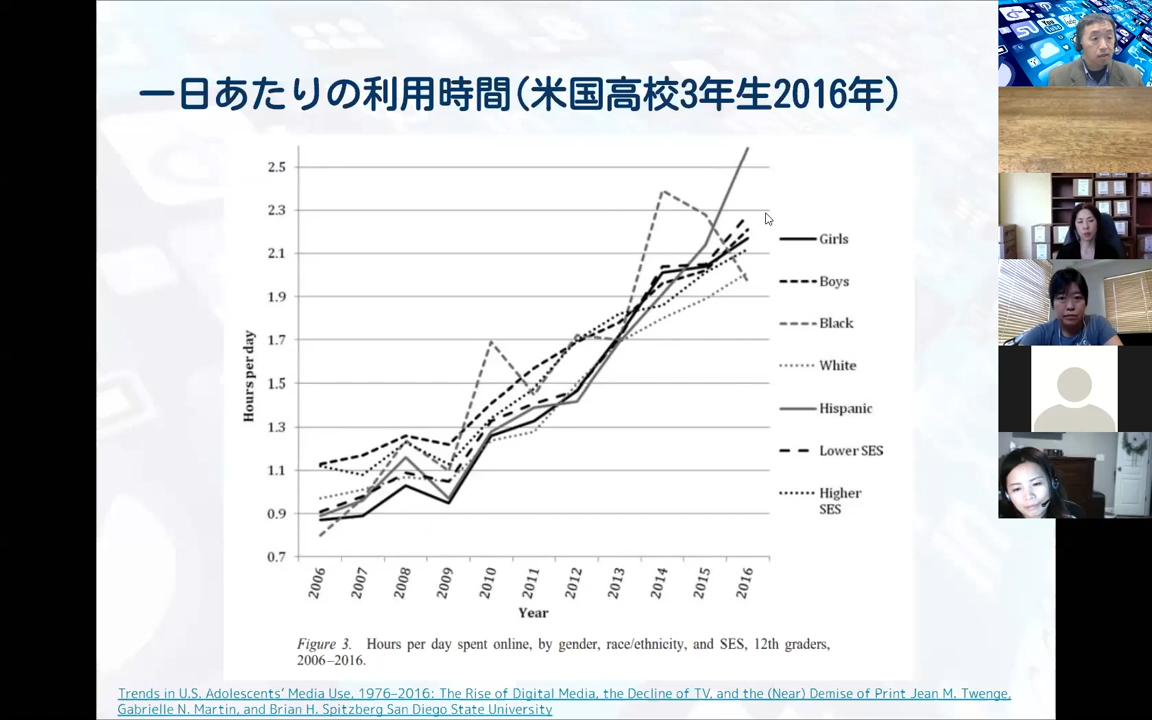 一日あたりの利用時間（米国高校3年生2016年）
2.5
2.3
2.1
1.9
1.7
1.5
1.3
1.1
0.9
0.7
Hours per day
2006 2007 2008 2009 2010 2011 2012 2013 2014 2015 2016
Year
Girls
Boys
Black
White
Hispanic
Lower SES
Higher
SES
Figure 3. Hours per day spent online, by gender, race/ethnicity, and SES, 12th graders,
2006–2016.
Trends in U.S. Adolescents’ Media Use, 1976–2016: The Rise of Digital Media, the Decline of TV, and the (Near) Demise of Print Jean M. Twenge,
Gabrielle N. Martin, and Brian H. Spitzberg San Diego State University
You